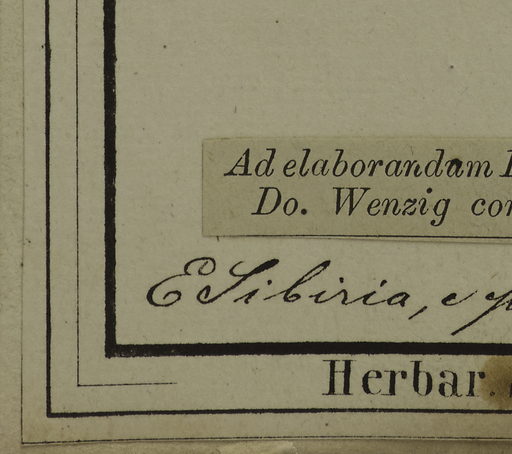 Ad elaborandam
Do. Wenzig
E Sibiria, e
Herbar.